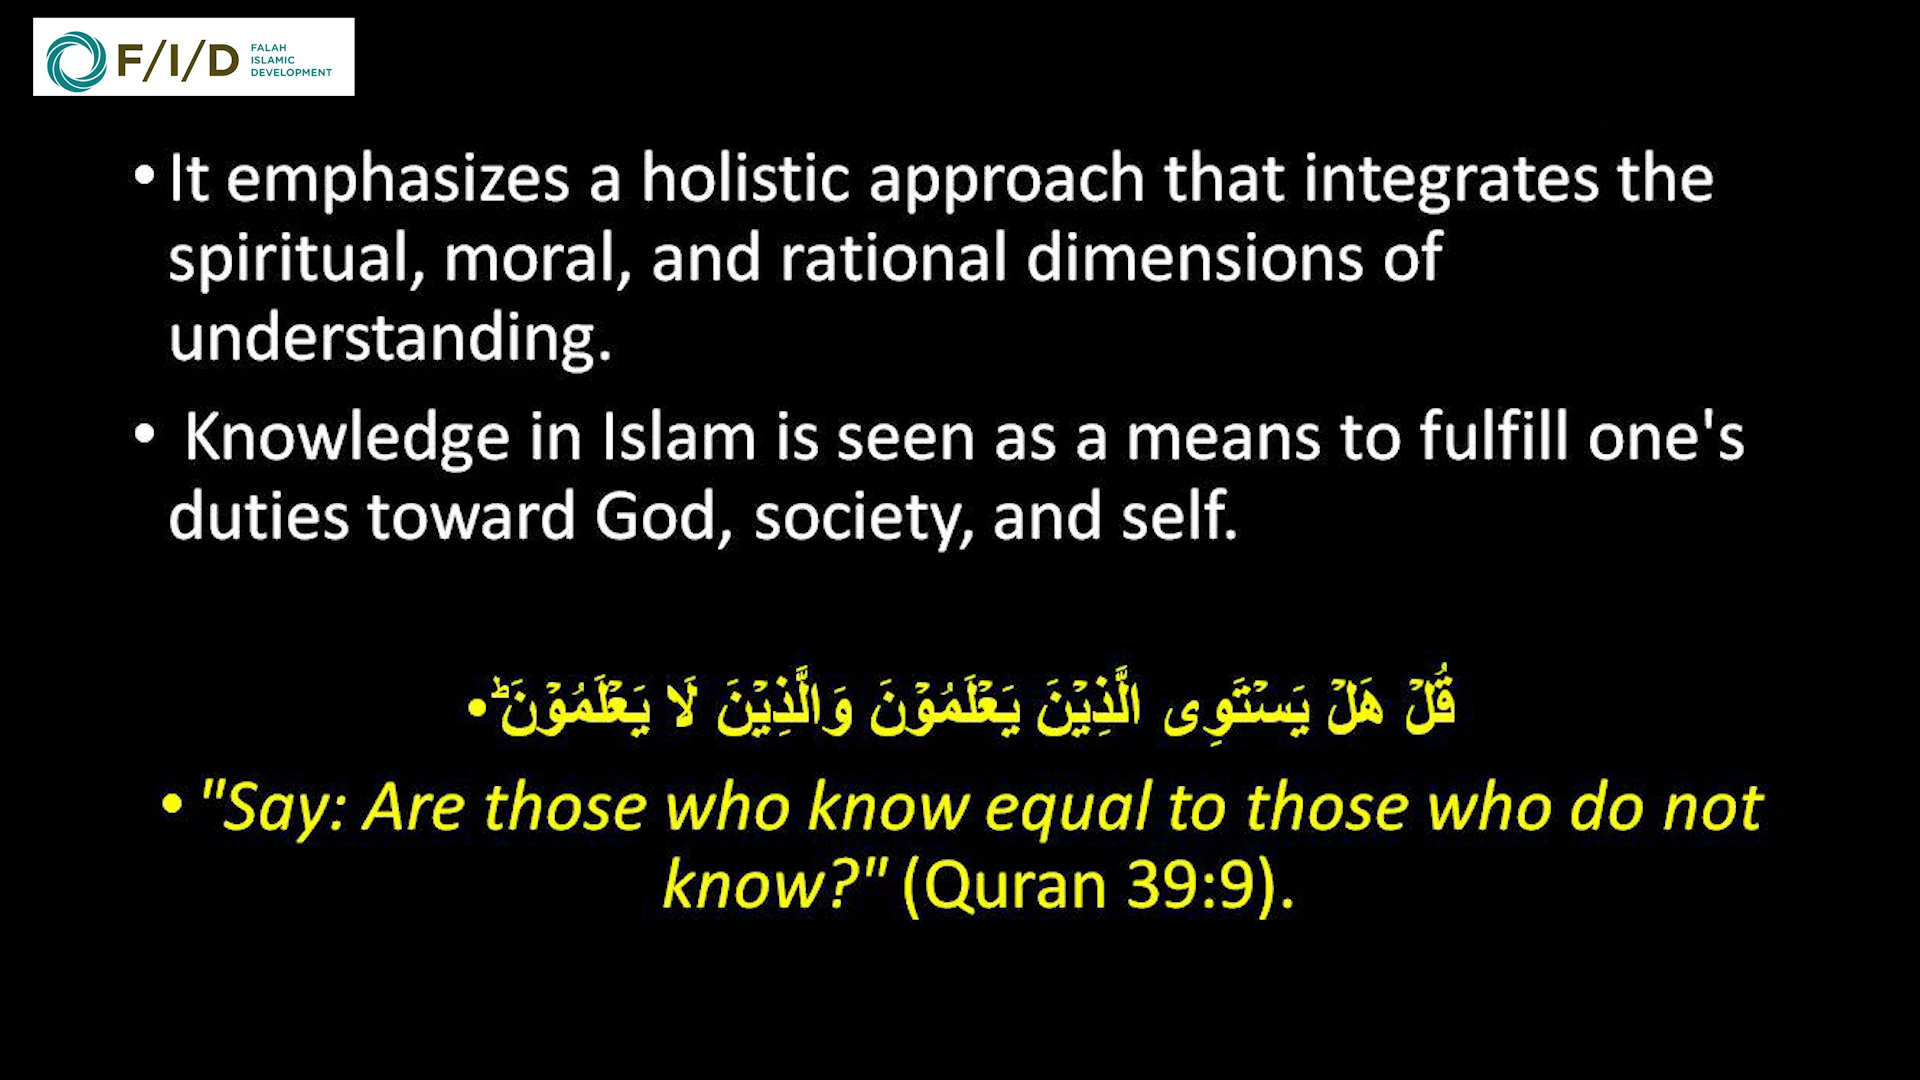 F/I/D
FALAH
ISLAMIC
DEVELOPMENT
• It emphasizes a holistic approach that integrates the
spiritual, moral, and rational dimensions of
understanding.
• Knowledge in Islam is seen as a means to fulfill one's
duties toward God, society, and self.
قُلْ هَلْ يَسْتَوِى الَّذِيْنَ يَعْلَمُوْنَ وَالَّذِيْنَ لَا يَعْلَمُوْنَ ؕ•
• "Say: Are those who know equal to those who do not
know?" (Quran 39:9).